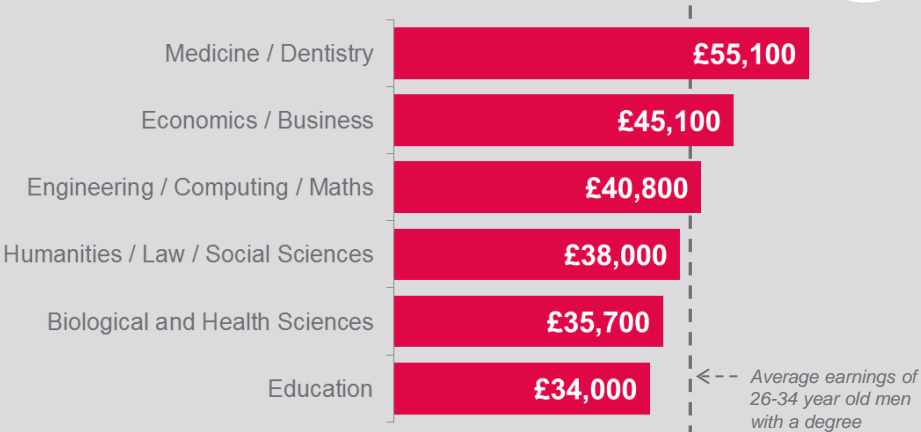 Medicine / Dentistry £55,100
Economics / Business £45,100
Engineering / Computing / Maths £40,800
Humanities / Law / Social Sciences £38,000
Biological and Health Sciences £35,700
Education £34,000
Average earnings of
26-34 year old men
with a degree